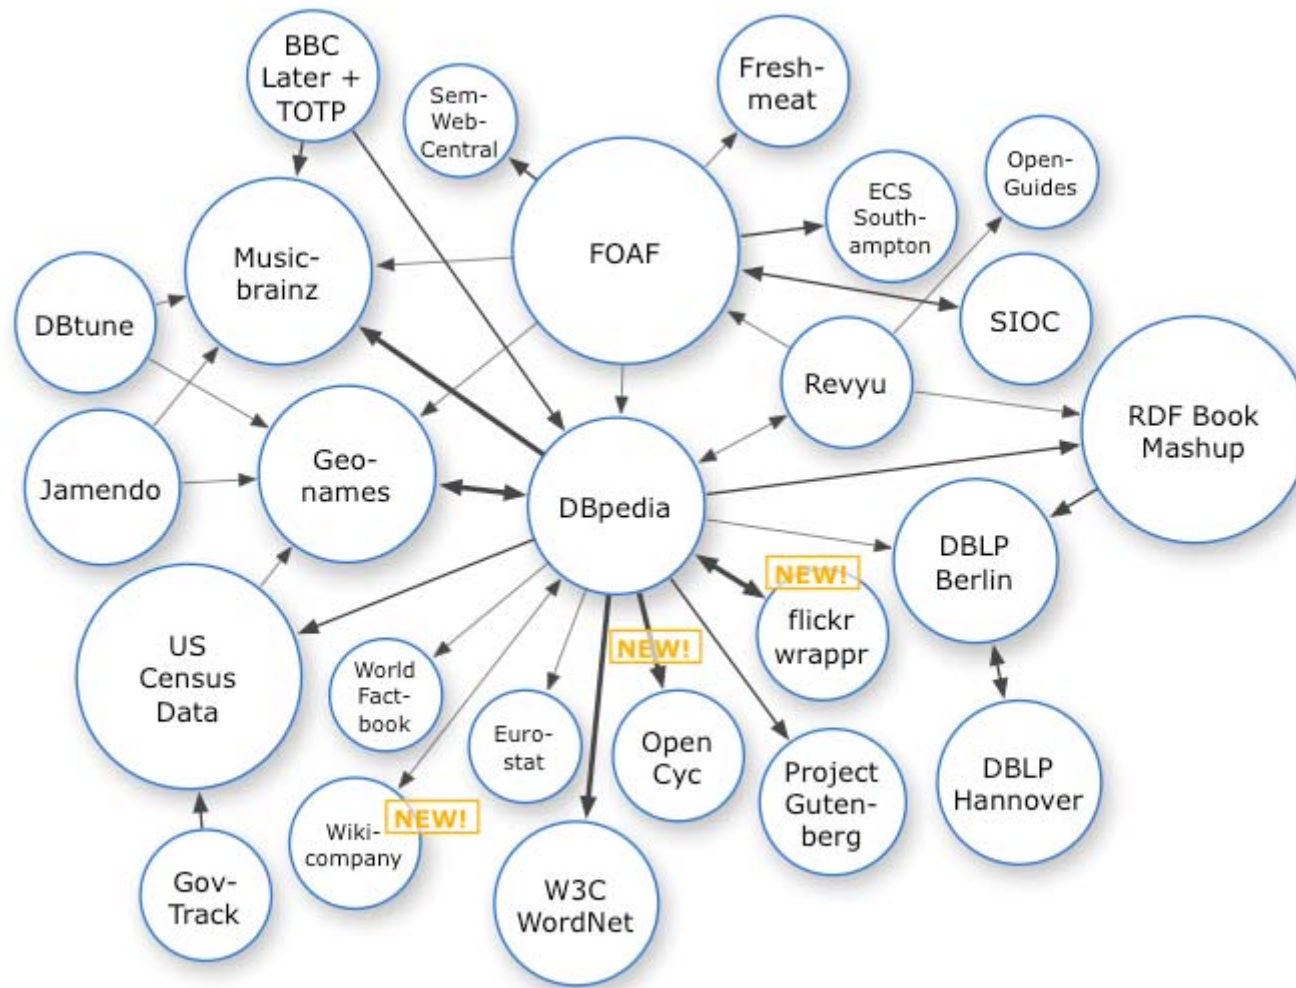 BBC
Later +
TOTP
Sem-
Web-
Central
Fresh-
meat
Open-
Guides
ECS
South-
ampton
FOAF
Music-
brainz
SIOC
DBtune
Revyu
RDF Book
Mashup
Geo-
names
Jamendo
DBpedia
DBLP
Berlin
NEW!
flickr
wrappr
NEW!
US
Census
Data
World
Fact-
book
Euro-
stat
Open
Cyc
Project
Guten-
berg
DBLP
Hannover
NEW!
Wiki-
company
Gov-
Track
W3C
WordNet